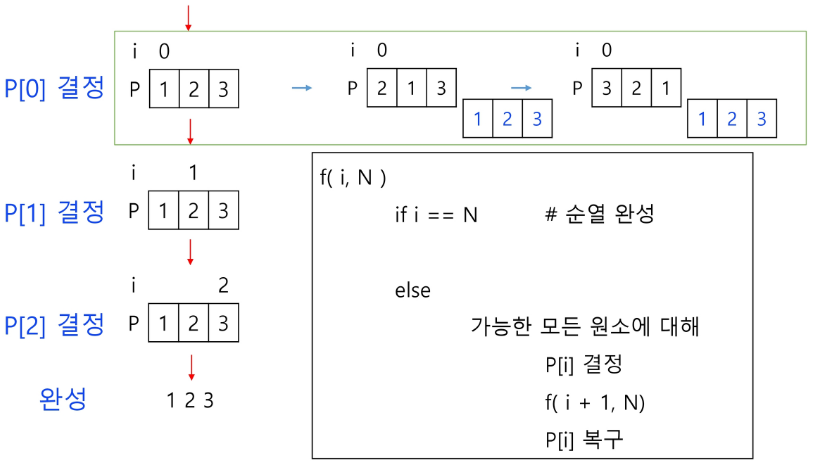 i 0 i 0 i 0
P[0] 결정 P 1 2 3 P 2 1 3 P 3 2 1
1 2 3 1 2 3
i 1
P[1] 결정 P 1 2 3
i 2
P[2] 결정 P 1 2 3
완성 1 2 3
f( i, N )
if i == N # 순열 완성
else
가능한 모든 원소에 대해
P[i] 결정
f( i + 1, N)
P[i] 복구